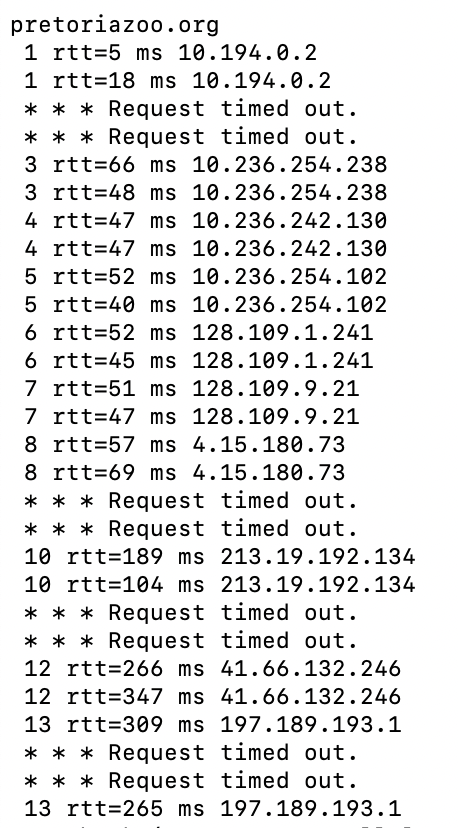 pretoriazoo.org
1 rtt=5 ms 10.194.0.2
1 rtt=18 ms 10.194.0.2
* * * Request timed out.
* * * Request timed out.
3 rtt=66 ms 10.236.254.238
3 rtt=48 ms 10.236.254.238
4 rtt=47 ms 10.236.242.130
4 rtt=47 ms 10.236.242.130
5 rtt=52 ms 10.236.254.102
5 rtt=40 ms 10.236.254.102
6 rtt=52 ms 128.109.1.241
6 rtt=45 ms 128.109.1.241
7 rtt=51 ms 128.109.9.21
7 rtt=47 ms 128.109.9.21
8 rtt=57 ms 4.15.180.73
8 rtt=69 ms 4.15.180.73
* * * Request timed out.
* * * Request timed out.
10 rtt=189 ms 213.19.192.134
10 rtt=104 ms 213.19.192.134
* * * Request timed out.
* * * Request timed out.
12 rtt=266 ms 41.66.132.246
12 rtt=347 ms 41.66.132.246
13 rtt=309 ms 197.189.193.1
* * * Request timed out.
* * * Request timed out.
13 rtt=265 ms 197.189.193.1